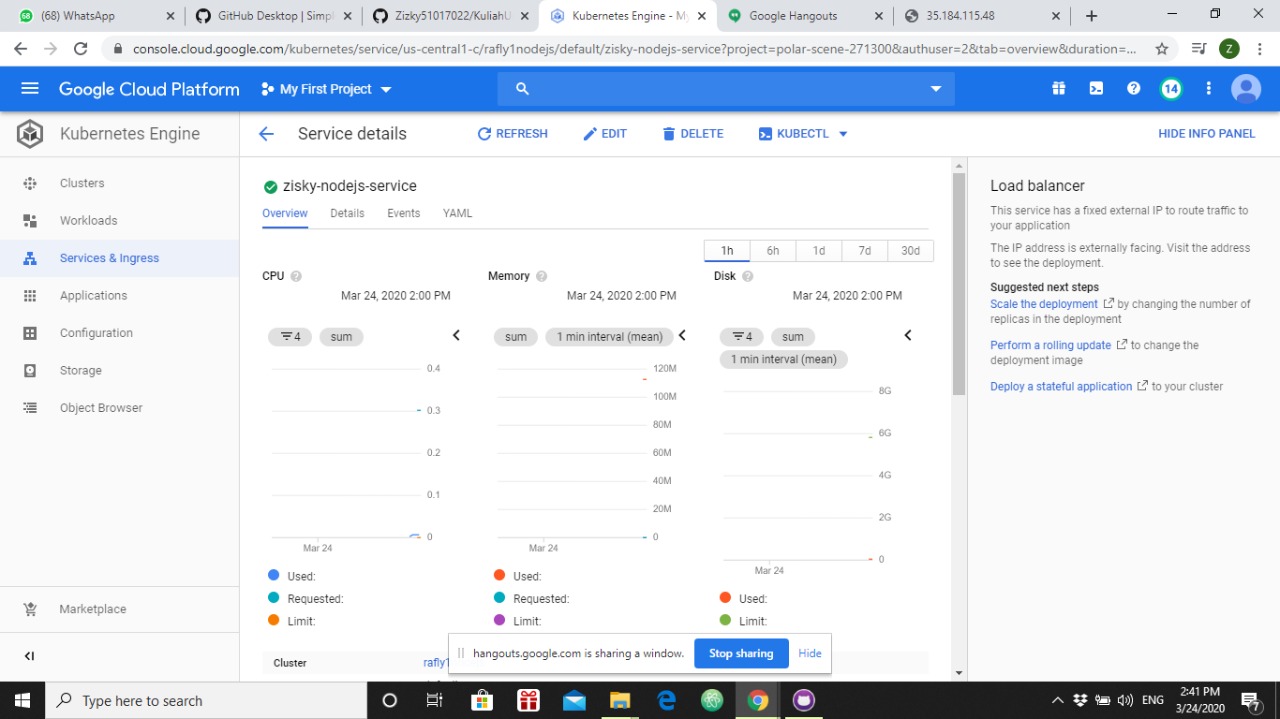 (68) WhatsApp
GitHub Desktop | Simpl
Zizky51017022/KuliahU
Kubernetes Engine - My
Google Hangouts
35.184.115.48
console.cloud.google.com/kubernetes/service/us-central1-c/rafly1nodejs/default/zisky-nodejs-service?project=polar-scene-271300&authuser=2&tab=overview&duration=...
Z
Google Cloud Platform
My First Project
14
Kubernetes Engine
Service details
REFRESH
EDIT
DELETE
KUBECTL
HIDE INFO PANEL
Clusters
Workloads
Services & Ingress
Applications
Configuration
Storage
Object Browser
Marketplace
zisky-nodejs-service
Overview
Details
Events
YAML
1h
6h
1d
7d
30d
CPU
Mar 24, 2020 2:00 PM
4
sum
0.4
0.3
0.2
0.1
0
Mar 24
Used:
Requested:
Limit:
Memory
Mar 24, 2020 2:00 PM
sum
1 min interval (mean)
120M
100M
80M
60M
40M
20M
0
Mar 24
Used:
Requested:
Limit:
Disk
Mar 24, 2020 2:00 PM
4
sum
1 min interval (mean)
8G
6G
4G
2G
0
Mar 24
Used:
Limit:
Cluster
rafly1
Load balancer
This service has a fixed external IP to route traffic to
your application
The IP address is externally facing. Visit the address
to see the deployment.
Suggested next steps
Scale the deployment by changing the number of
replicas in the deployment
Perform a rolling update to change the
deployment image
Deploy a stateful application to your cluster
hangouts.google.com is sharing a window.
Stop sharing
Hide
Type here to search
ENG
2:41 PM
3/24/2020
7